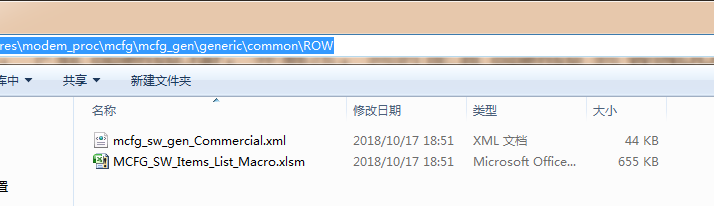 res\modem_proc\mcfg\mcfg_gen\generic\common\ROW
库中 共享 新建文件夹
名称 修改日期 类型 大小
mcfg_sw_gen_Commercial.xml 2018/10/17 18:51 XML 文档 44 KB
MCFG_SW_Items_List_Macro.xlsm 2018/10/17 18:51 Microsoft Office... 655 KB
置